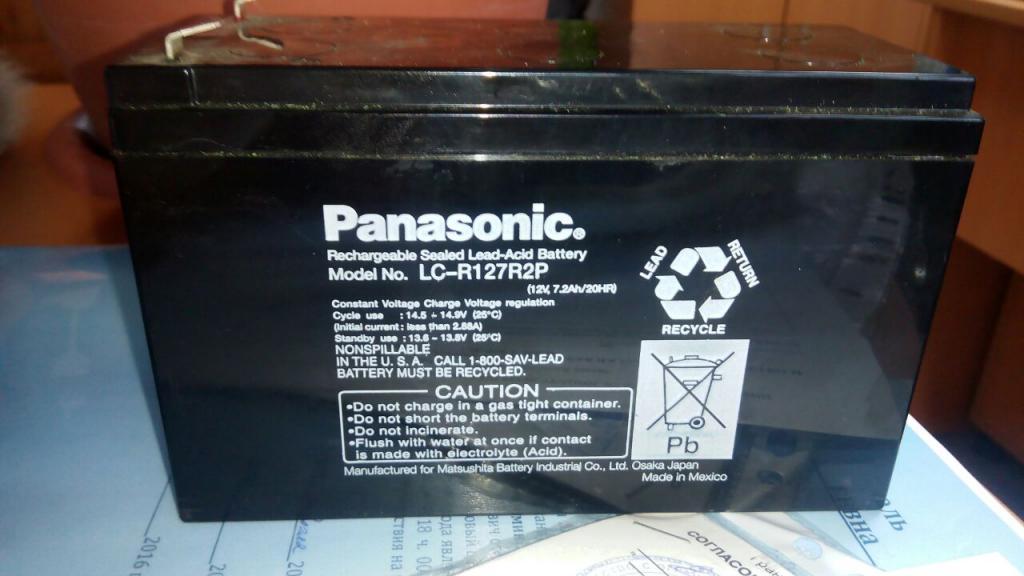 Panasonic®
Rechargeable Sealed Lead-Acid Battery
Model No. LC-R127R2P
(12V, 7.2Ah/20HR)
Constant Voltage Charge Voltage regulation
Cycle use : 14.5 - 14.9V (25°C)
(Initial current : less than 2.88A)
Standby use : 13.6 - 13.8V (25°C)
NONSPILLABLE
IN THE U. S. A. CALL 1-800-SAV-LEAD
BATTERY MUST BE RECYCLED.
CAUTION
•Do not charge in a gas tight container.
•Do not short the battery terminals.
•Do not incinerate.
•Flush with water at once if contact
is made with electrolyte (Acid).
Manufactured for Matsushita Battery Industrial Co., Ltd. Osaka Japan
Made in Mexico
LEAD
RETURN
RECYCLE
Pb
2016
СОГЛАСО